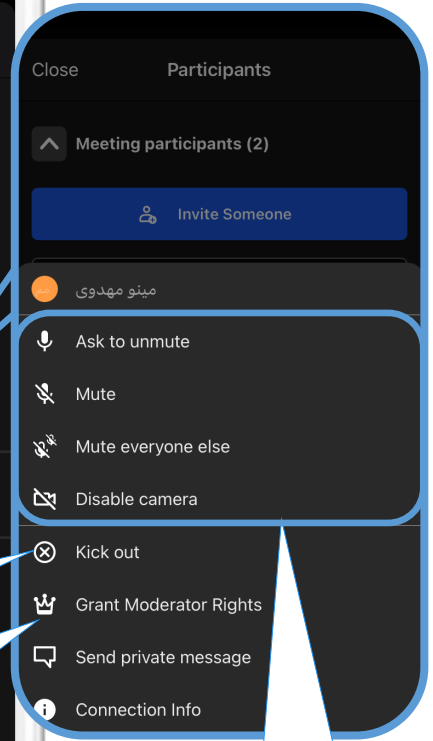 Close
Participants
Meeting participants (2)
Invite Someone
مینو مهدوی
Ask to unmute
Mute
Mute everyone else
Disable camera
Kick out
Grant Moderator Rights
Send private message
Connection Info